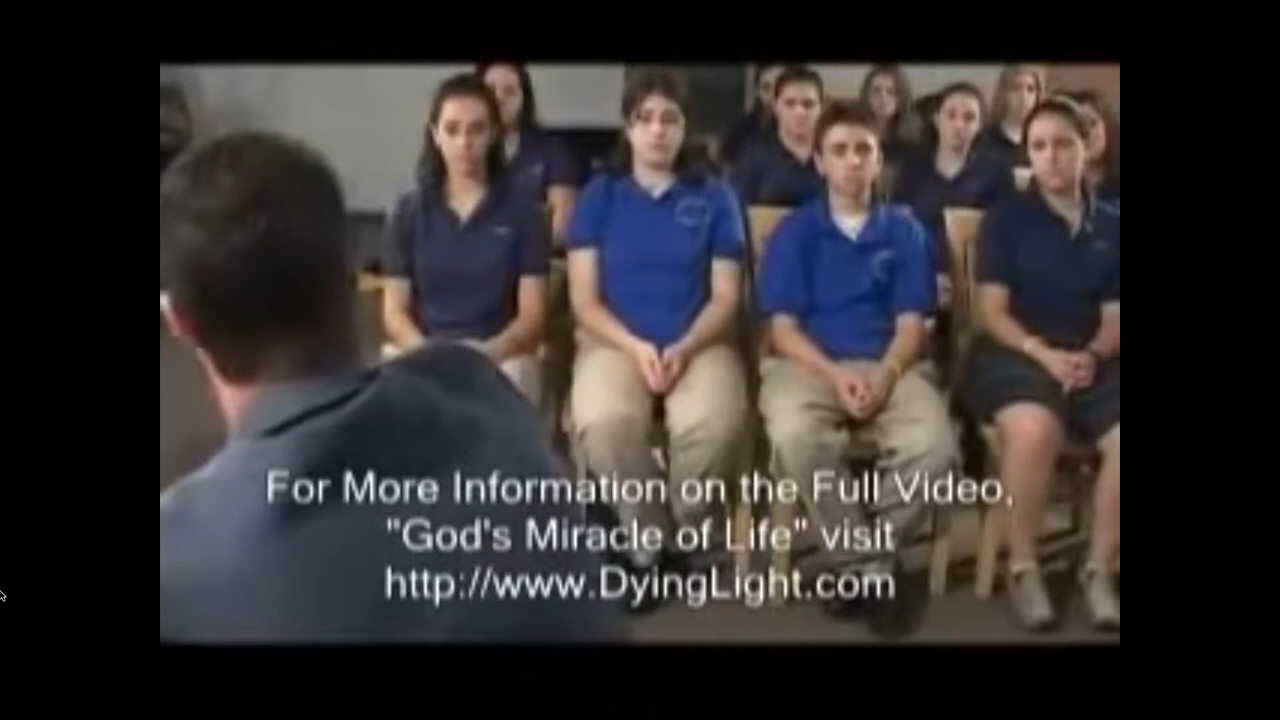 For More Information on the Full Video,
"God's Miracle of Life" visit
http://www.DyingLight.com